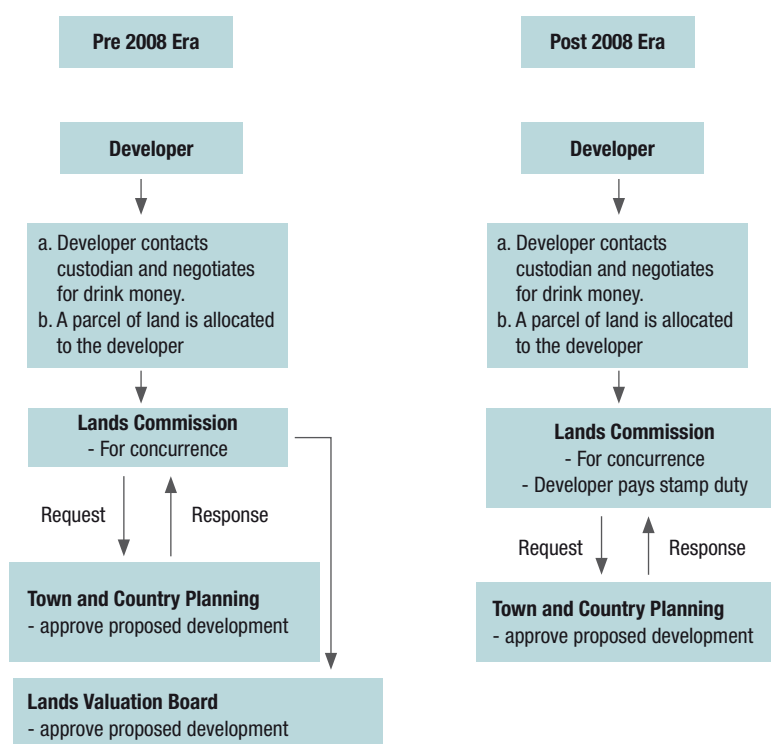 Pre 2008 Era
Developer
a. Developer contacts
custodian and negotiates
for drink money.
b. A parcel of land is allocated
to the developer
Lands Commission
- For concurrence
Request
Response
Town and Country Planning
- approve proposed development
Lands Valuation Board
- approve proposed development
Post 2008 Era
Developer
a. Developer contacts
custodian and negotiates
for drink money.
b. A parcel of land is allocated
to the developer
Lands Commission
- For concurrence
- Developer pays stamp duty
Request
Response
Town and Country Planning
- approve proposed development